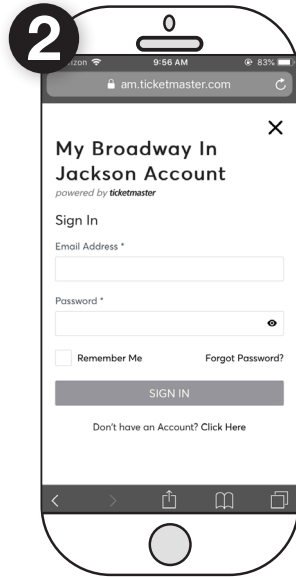 2
izon 9:56 AM 83%
am.ticketmaster.com
My Broadway In
Jackson Account
powered by ticketmaster
Sign In
Email Address *
Password *
Remember Me Forgot Password?
SIGN IN
Don't have an Account? Click Here